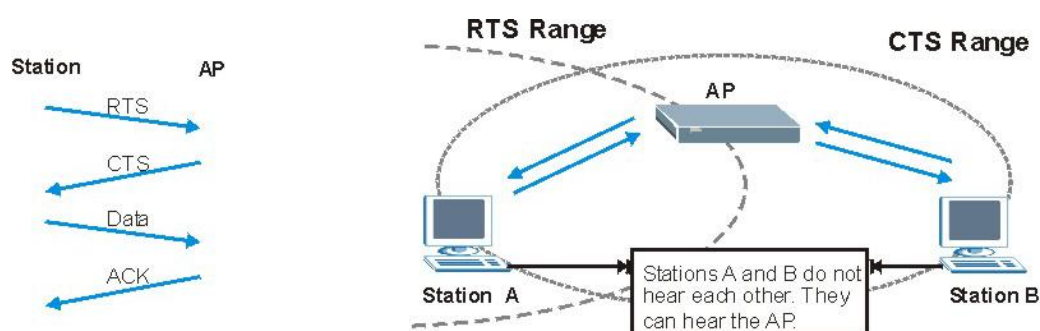 Station
AP
RTS
CTS
Data
ACK
RTS Range
CTS Range
AP
Station A
Stations A and B do not
hear each other. They
can hear the AP.
Station B